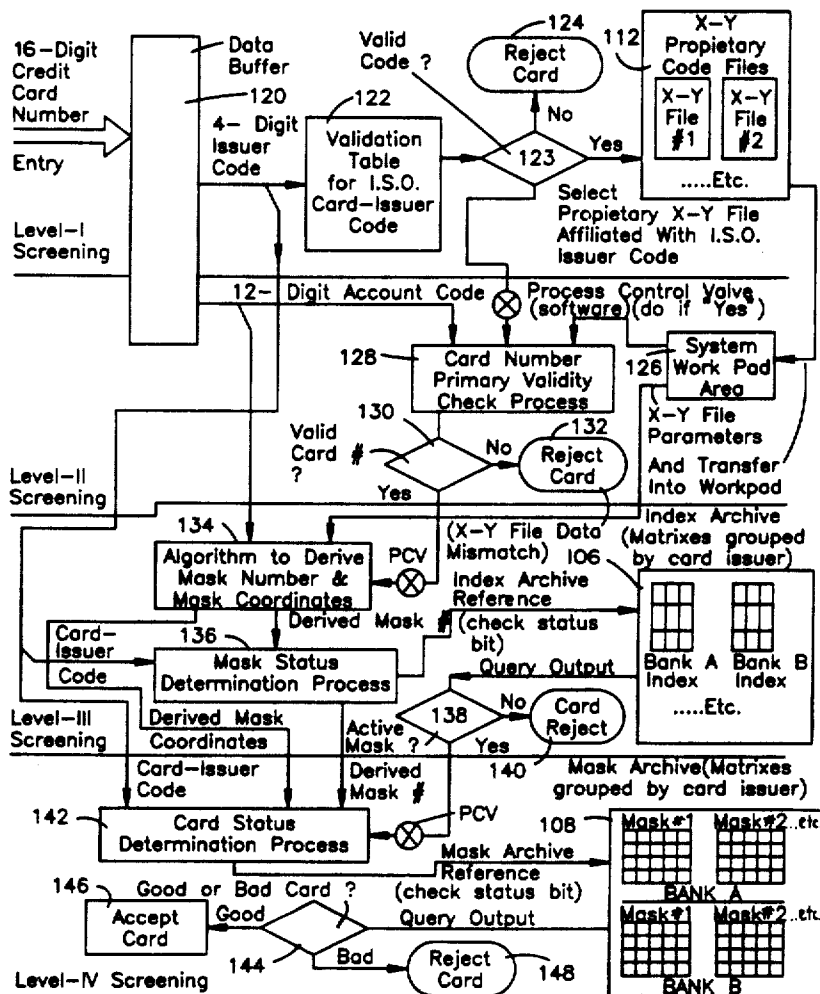 16-Digit
Credit
Card
Number
Entry
Data
Buffer
120
4- Digit
Issuer
Code
122
Validation
Table
for I.S.O.
Card-Issuer
Code
Valid
Code ?
123
No
Yes
124
Reject
Card
112
X-Y
Propietary
Code Files
X-Y
File
#1
X-Y
File
#2
.....Etc.
Select
Propietary X-Y File
Affiliated With I.S.O.
Issuer Code
Level-I
Screening
12- Digit Account Code
Process Control Valve
(software)(do if "Yes")
128
Card Number
Primary Validity
Check Process
126
System
Work Pad
Area
X-Y File
Parameters
And Transfer
Into Workpad
130
Valid
Card #
?
No
132
Reject
Card
Yes
(X-Y File Data
Mismatch)
Level-II
Screening
134
Algorithm to Derive
Mask Number &
Mask Coordinates
PCV
Index Archive
(Matrixes grouped
by card issuer)
106
Bank A
Index
Bank B
Index
.....Etc.
Index Archive
Reference
(check status
bit)
Derived Mask #
136
Mask Status
Determination Process
Card-
Issuer
Code
Query Output
138
Active
Mask ?
No
Card
Reject
140
Yes
Level-III
Screening
Derived Mask
Coordinates
Card-Issuer
Code
Derived
Mask #
142
Card Status
Determination Process
PCV
Mask Archive(Matrixes
grouped by card issuer)
108
Mask#1
Mask#2..etc
BANK A
Mask#1
Mask#2..etc.
BANK B
Mask Archive
Reference
(check status bit)
146
Accept
Card
Good or Bad Card ?
Good
Query Output
144
Bad
Reject
Card
148
Level-IV Screening